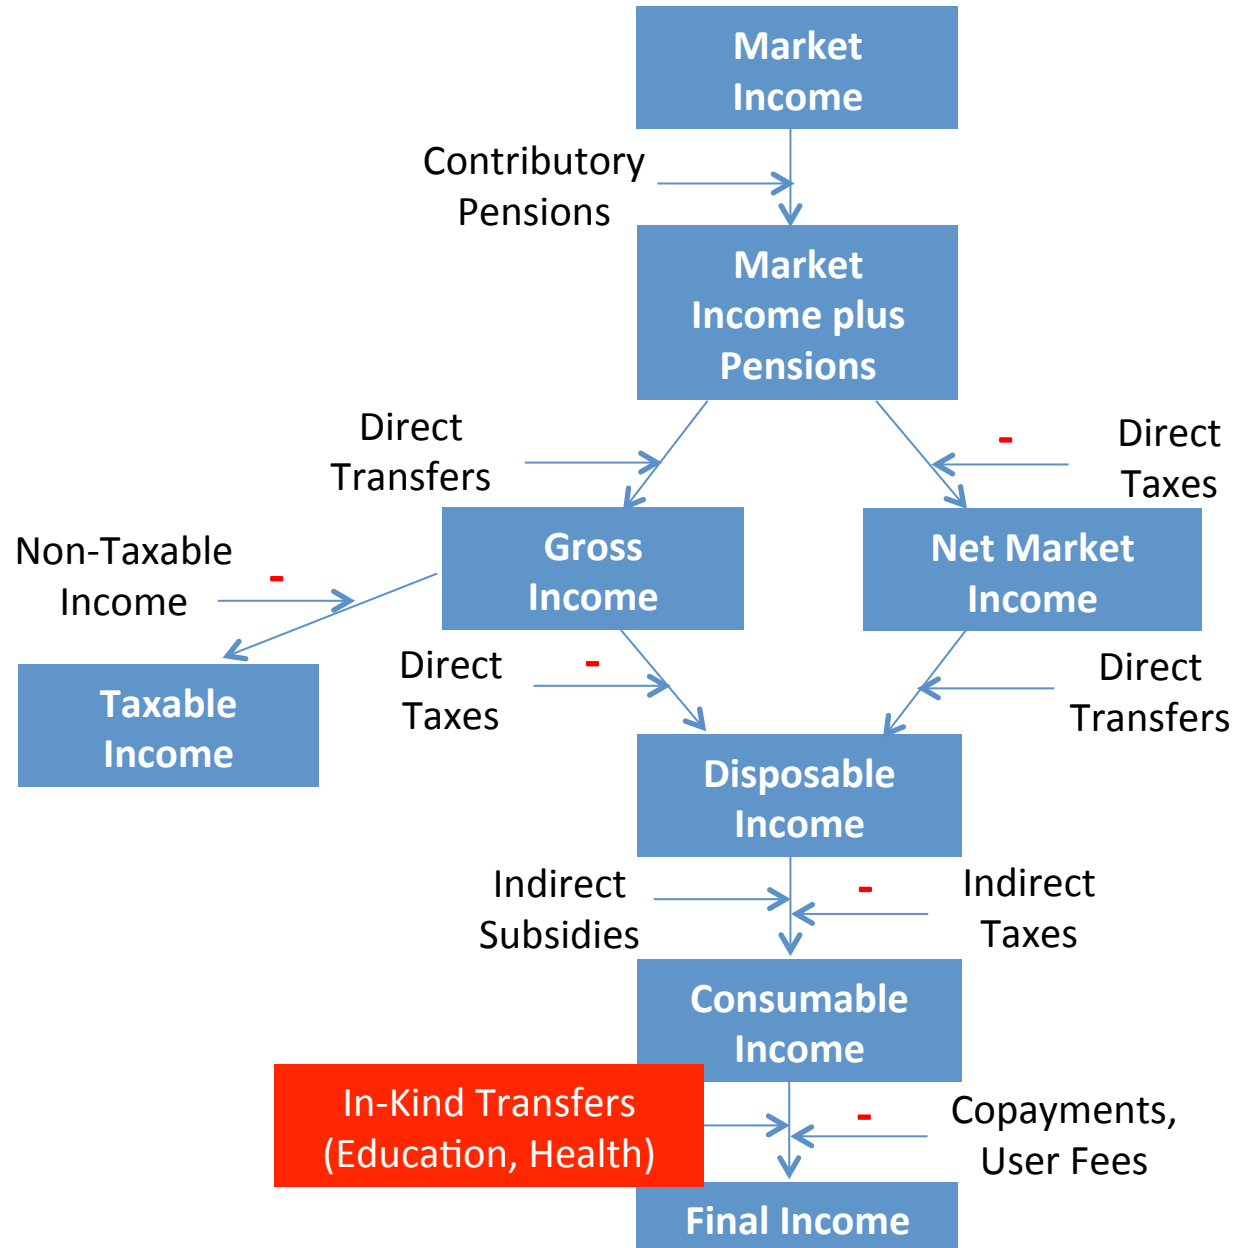 Market
Income
Contributory
Pensions
Market
Income plus
Pensions
Direct
Transfers
-
Direct
Taxes
Gross
Income
Net Market
Income
Non-Taxable
Income
-
Taxable
Income
Direct
Taxes
-
Direct
Transfers
Disposable
Income
Indirect
Subsidies
-
Indirect
Taxes
Consumable
Income
In-Kind Transfers
(Education, Health)
-
Copayments,
User Fees
Final Income